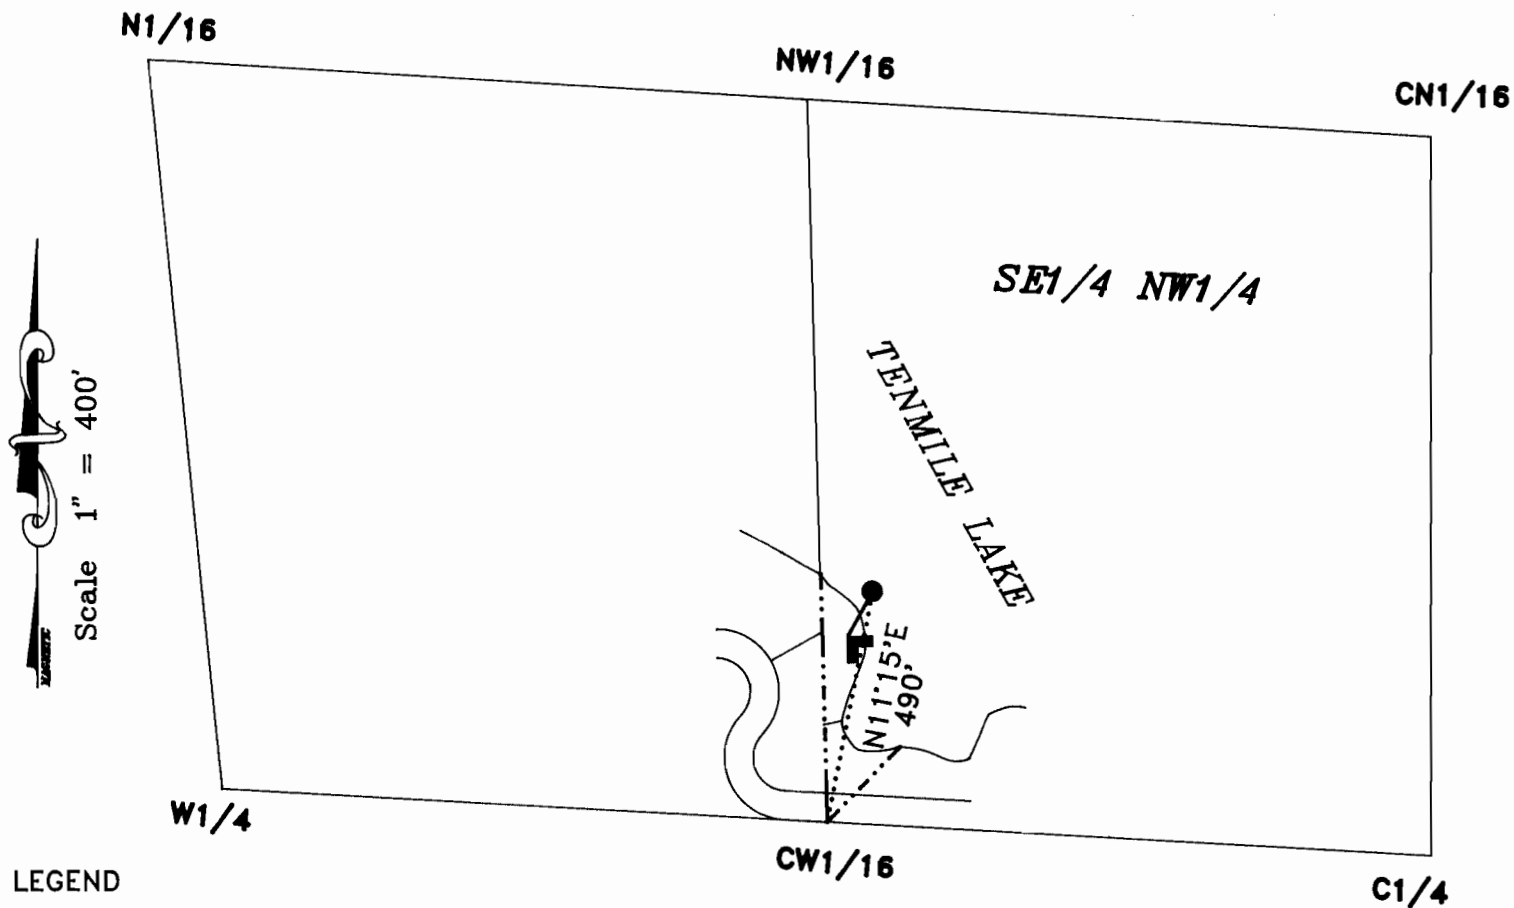 N1/16
NW1/16
CN1/16
SE1/4 NW1/4
TENMILE LAKE
Scale 1" = 400'
MAGNETIC
N11°15'E
490'
W1/4
CW1/16
C1/4
LEGEND